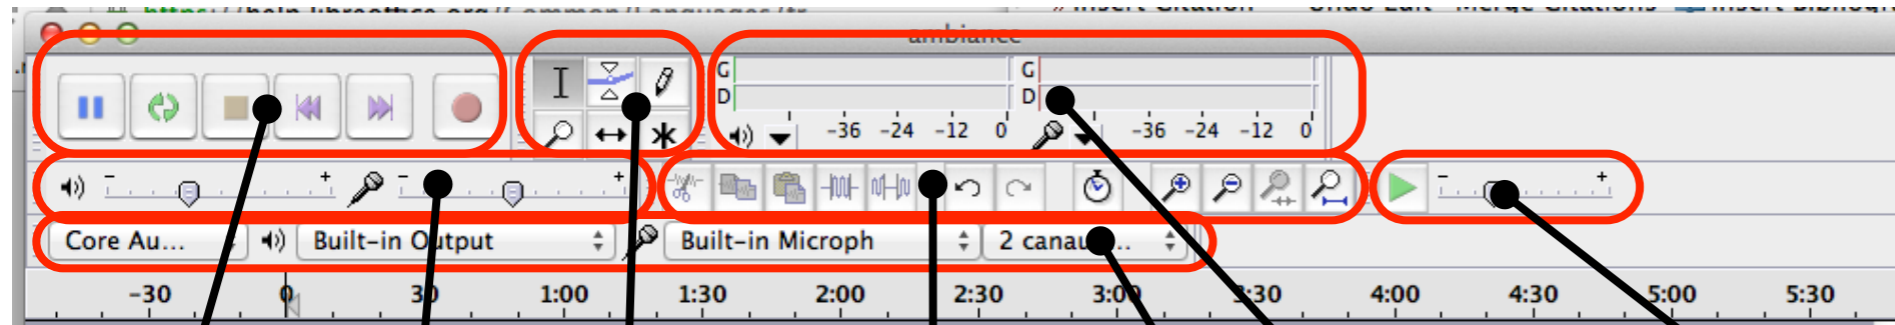 ambiance
G G
D D
-36 -24 -12 0 -36 -24 -12 0
- + - + - +
Core Au... Built-in Output Built-in Microph 2 canau...
-30 0 30 1:00 1:30 2:00 2:30 3:00 3:30 4:00 4:30 5:00 5:30